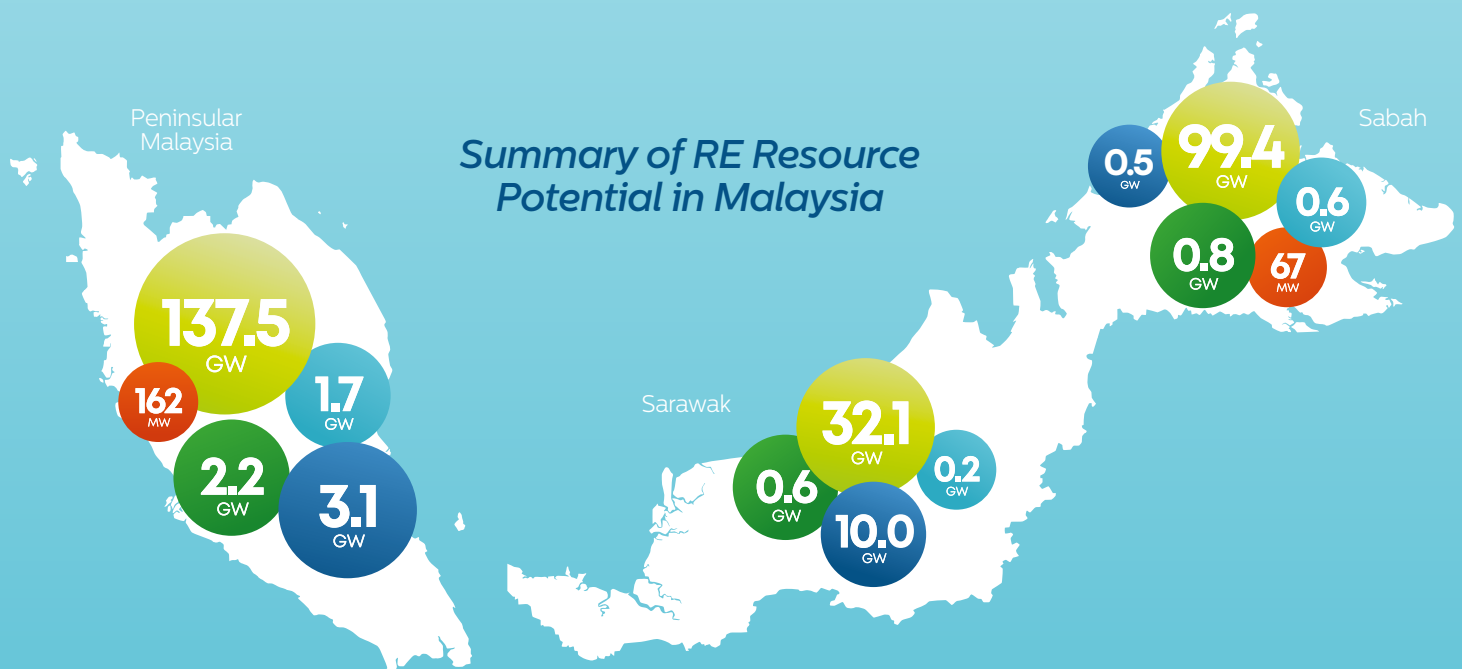 Peninsular
Malaysia
Summary of RE Resource
Potential in Malaysia
Sabah
Sarawak
137.5
GW
162
MW
1.7
GW
2.2
GW
3.1
GW
32.1
GW
0.6
GW
0.2
GW
10.0
GW
0.5
GW
99.4
GW
0.6
GW
0.8
GW
67
MW